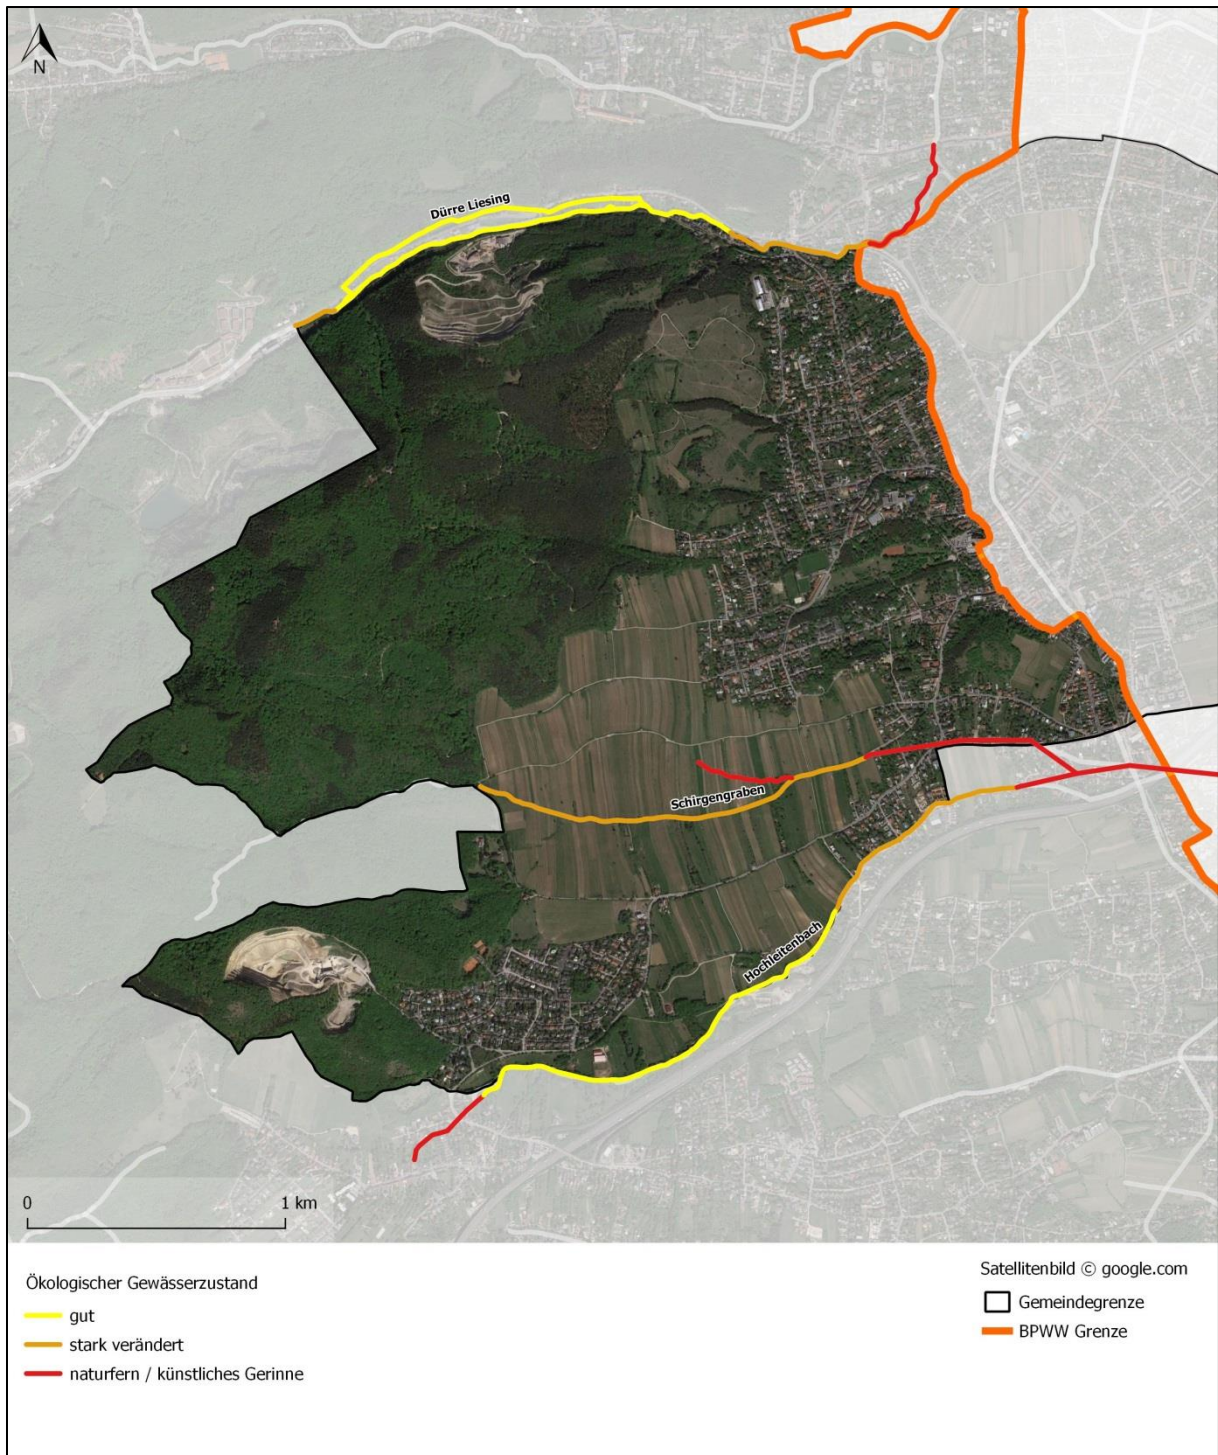 N
Dürre Liesing
Schirgengraben
Hochleitenbach
0 1 km
Ökologischer Gewässerzustand
gut
stark verändert
naturfern / künstliches Gerinne
Satellitenbild © google.com
Gemeindegrenze
BPWW Grenze